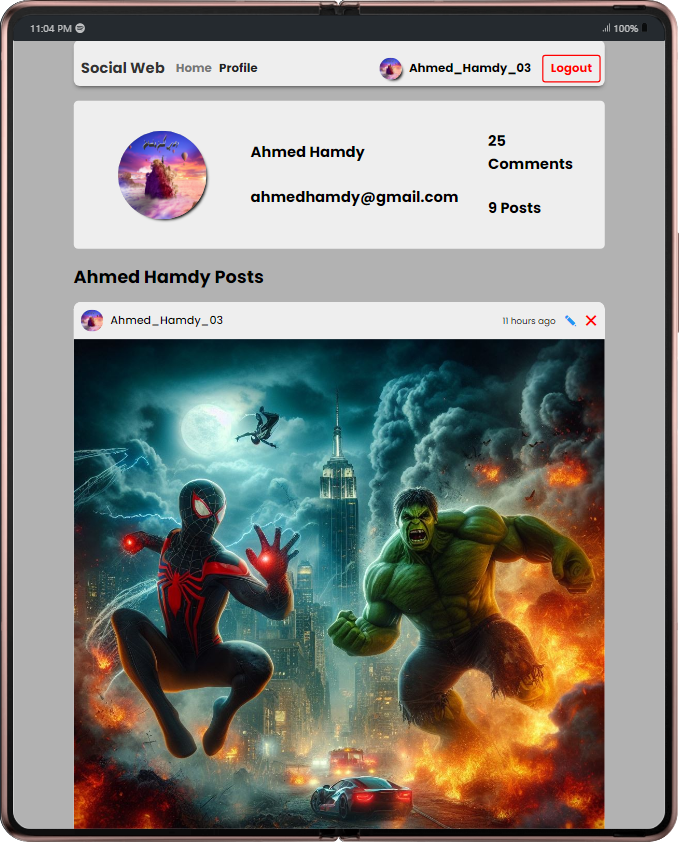 11:04 PM 100%
Social Web Home Profile Ahmed_Hamdy_03 Logout
Ahmed Hamdy
ahmedhamdy@gmail.com
25
Comments
9 Posts
Ahmed Hamdy Posts
Ahmed_Hamdy_03 11 hours ago